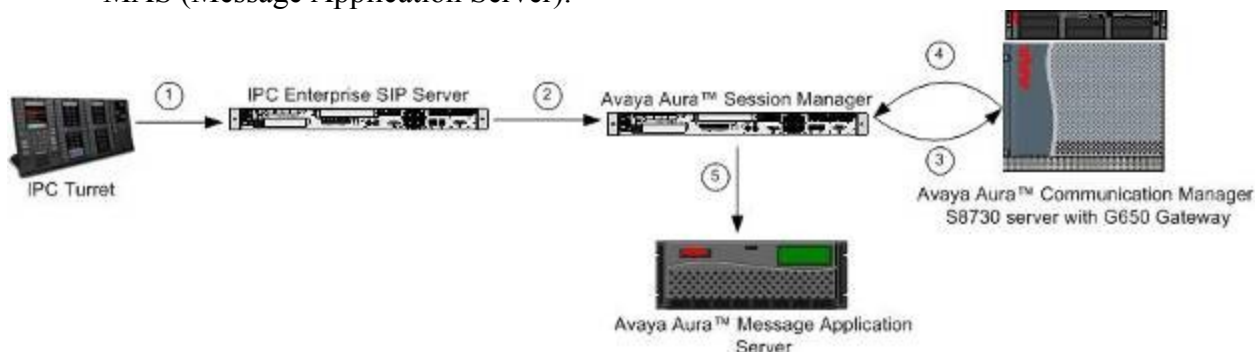 MAS (Message Application Server).
4
1
IPC Enterprise SIP Server
2
Avaya Aura™ Session Manager
3
IPC Turret
5
Avaya Aura™ Communication Manager
S8730 server with G650 Gateway
Avaya Aura™ Message Application
Server